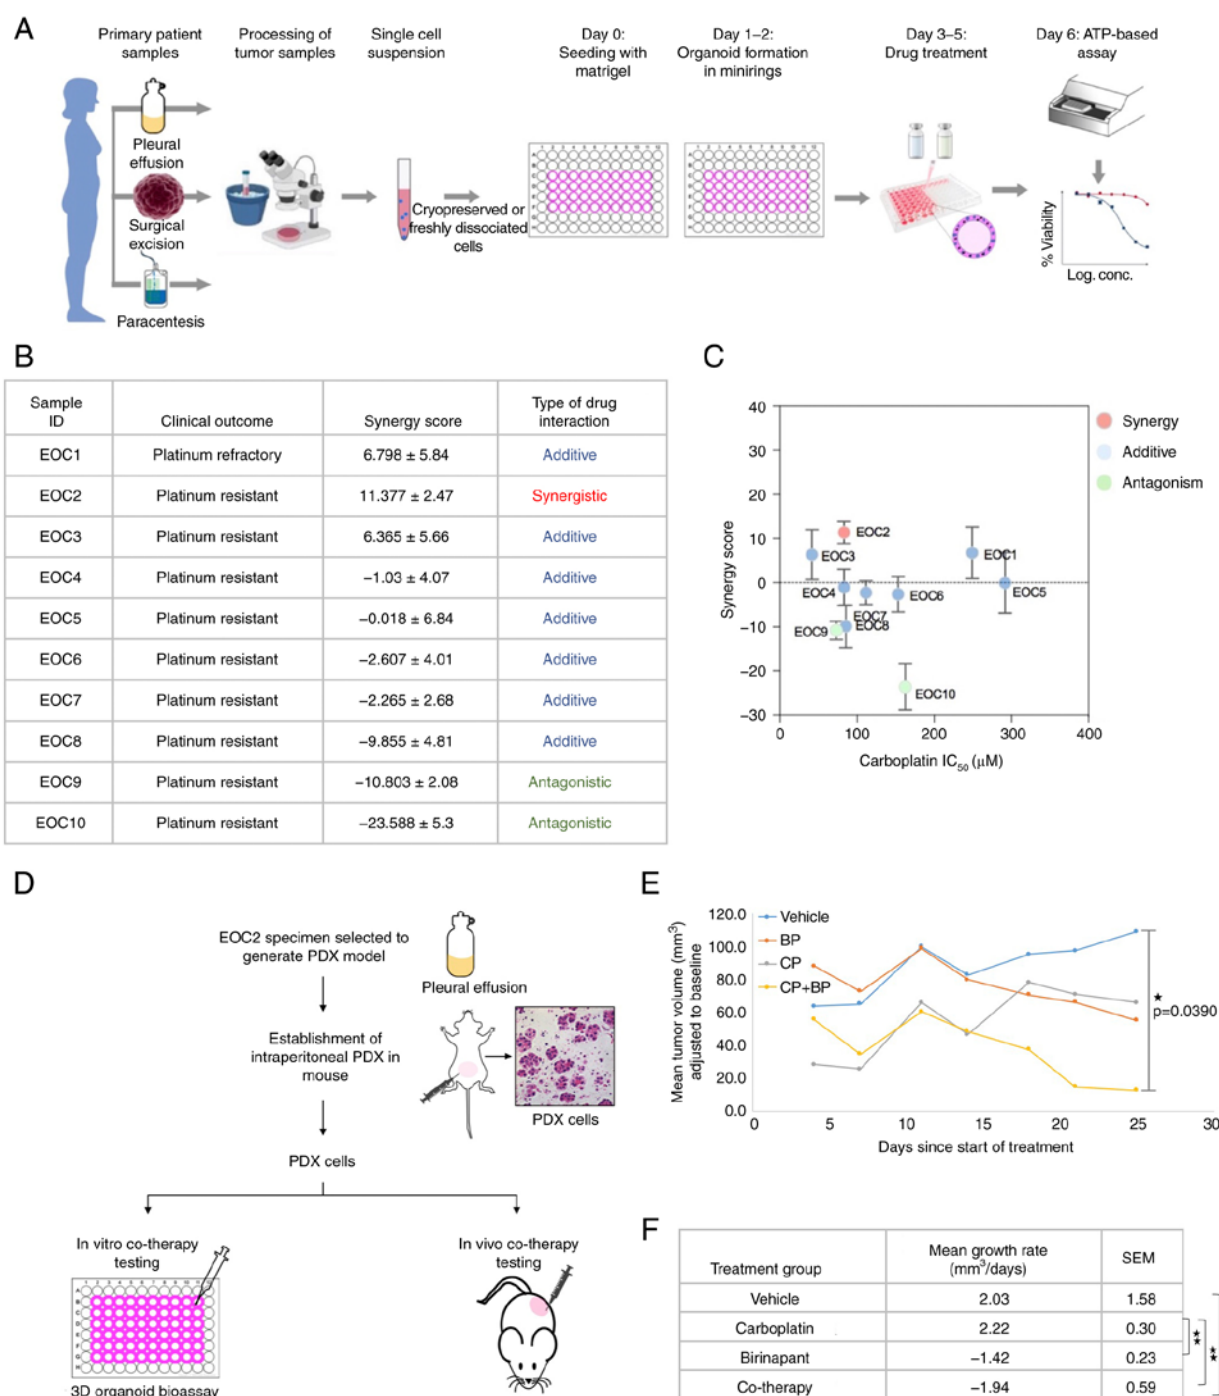 A
Primary patient
samples
Processing of
tumor samples
Single cell
suspension
Day 0:
Seeding with
matrigel
Day 1–2:
Organoid formation
in minirings
Day 3–5:
Drug treatment
Day 6: ATP-based
assay
Pleural
effusion
Surgical
excision
Paracentesis
Cryopreserved or
freshly dissociated
cells
% Viability
Log. conc.
B
Sample ID Clinical outcome Synergy score Type of drug interaction
EOC1 Platinum refractory 6.798 ± 5.84 Additive
EOC2 Platinum resistant 11.377 ± 2.47 Synergistic
EOC3 Platinum resistant 6.365 ± 5.66 Additive
EOC4 Platinum resistant −1.03 ± 4.07 Additive
EOC5 Platinum resistant −0.018 ± 6.84 Additive
EOC6 Platinum resistant −2.607 ± 4.01 Additive
EOC7 Platinum resistant −2.265 ± 2.68 Additive
EOC8 Platinum resistant −9.855 ± 4.81 Additive
EOC9 Platinum resistant −10.803 ± 2.08 Antagonistic
EOC10 Platinum resistant −23.588 ± 5.3 Antagonistic
C
Synergy score
40
30
20
10
0
−10
−20
−30
0 100 200 300 400
Carboplatin IC50 (μM)
EOC2
EOC3
EOC1
EOC4
EOC6
EOC5
EOC7
EOC9
EOC8
EOC10
Synergy
Additive
Antagonism
D
EOC2 specimen selected to
generate PDX model
Pleural effusion
Establishment of
intraperitoneal PDX in
mouse
PDX cells
PDX cells
In vitro co-therapy
testing
In vivo co-therapy
testing
3D organoid bioassay
E
Mean tumor volume (mm3)
adjusted to baseline
120.0
100.0
80.0
60.0
40.0
20.0
0.0
Vehicle
BP
CP
CP+BP
★
p=0.0390
0 5 10 15 20 25 30
Days since start of treatment
F
Treatment group Mean growth rate (mm3/days) SEM
Vehicle 2.03 1.58
Carboplatin 2.22 0.30
Birinapant −1.42 0.23
Co-therapy −1.94 0.59
★★
★★